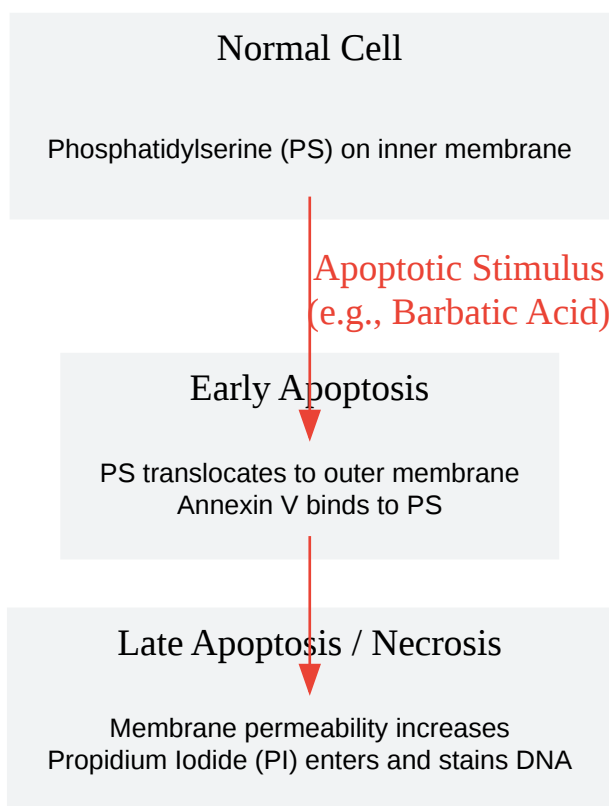 Normal Cell
Phosphatidylserine (PS) on inner membrane
Apoptotic Stimulus
(e.g., Barbatic Acid)
Early Apoptosis
PS translocates to outer membrane
Annexin V binds to PS
Late Apoptosis / Necrosis
Membrane permeability increases
Propidium Iodide (PI) enters and stains DNA